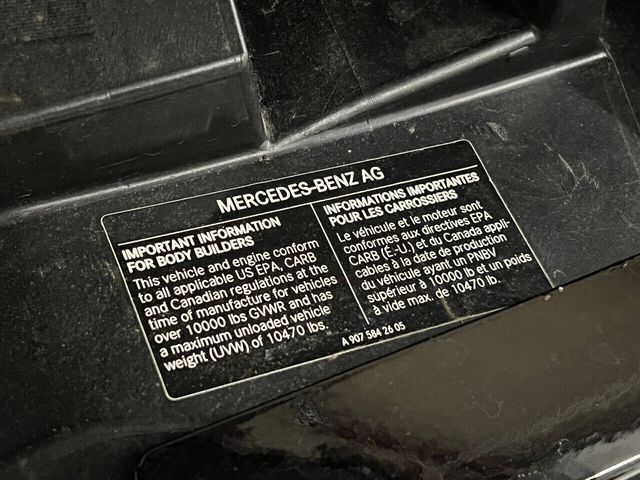 MERCEDES-BENZ AG
IMPORTANT INFORMATION
FOR BODY BUILDERS
This vehicle and engine conform
to all applicable US EPA, CARB
and Canadian regulations at the
time of manufacture for vehicles
over 10000 lbs GVWR and has
a maximum unloaded vehicle
weight (UVW) of 10470 lbs.
INFORMATIONS IMPORTANTES
POUR LES CARROSSIERS
Le véhicule et le moteur sont
conformes aux directives EPA
CARB (É.-U.) et du Canada appli-
cables à la date de production
du véhicule ayant un PNBV
supérieur à 10000 lb et un poids
à vide max. de 10470 lb.
A 907 584 26 05